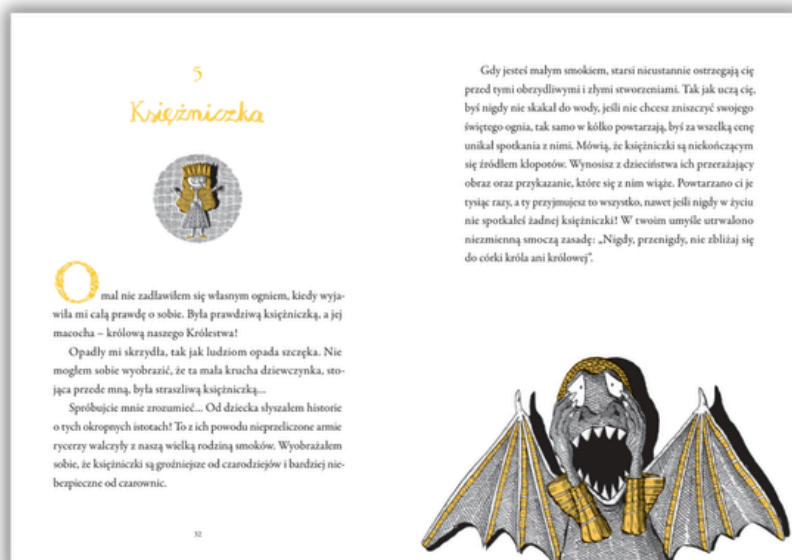 5
Księżniczka
Omal nie zadławiłem się własnym ogniem, kiedy wyja-
wiła mi całą prawdę o sobie. Była prawdziwą księżniczką, a jej
macocha – królową naszego Królestwa!
Opadły mi skrzydła, tak jak ludziom opada szczęka. Nie
mogłem sobie wyobrazić, że ta mała krucha dziewczynka, sto-
jąca przede mną, była straszliwą księżniczką...
Spróbujcie mnie zrozumieć... Od dziecka słyszałem historie
o tych okropnych istotach! To z ich powodu nieprzeliczone armie
rycerzy walczyły z naszą wielką rodziną smoków. Wyobrażałem
sobie, że księżniczki są groźniejsze od czarodziejów i bardziej nie-
bezpieczne od czarownic.
32
Gdy jesteś małym smokiem, starsi nieustannie ostrzegają cię
przed tymi obrzydliwymi i złymi stworzeniami. Tak jak uczą cię,
byś nigdy nie skakał do wody, jeśli nie chcesz zniszczyć swojego
świętego ognia, tak samo w kółko powtarzają, byś za wszelką cenę
unikał spotkania z nimi. Mówią, że księżniczki są niekończącym
się źródłem kłopotów. Wynosisz z dzieciństwa ich przerażający
obraz oraz przykazanie, które się z nim wiąże. Powtarzano ci je
tysiąc razy, a ty przyjmujesz to wszystko, nawet jeśli nigdy w życiu
nie spotkałeś żadnej księżniczki! W twoim umyśle utrwalono
niezmienną smoczą zasadę: „Nigdy, przenigdy, nie zbliżaj się
do córki króla ani królowej”.